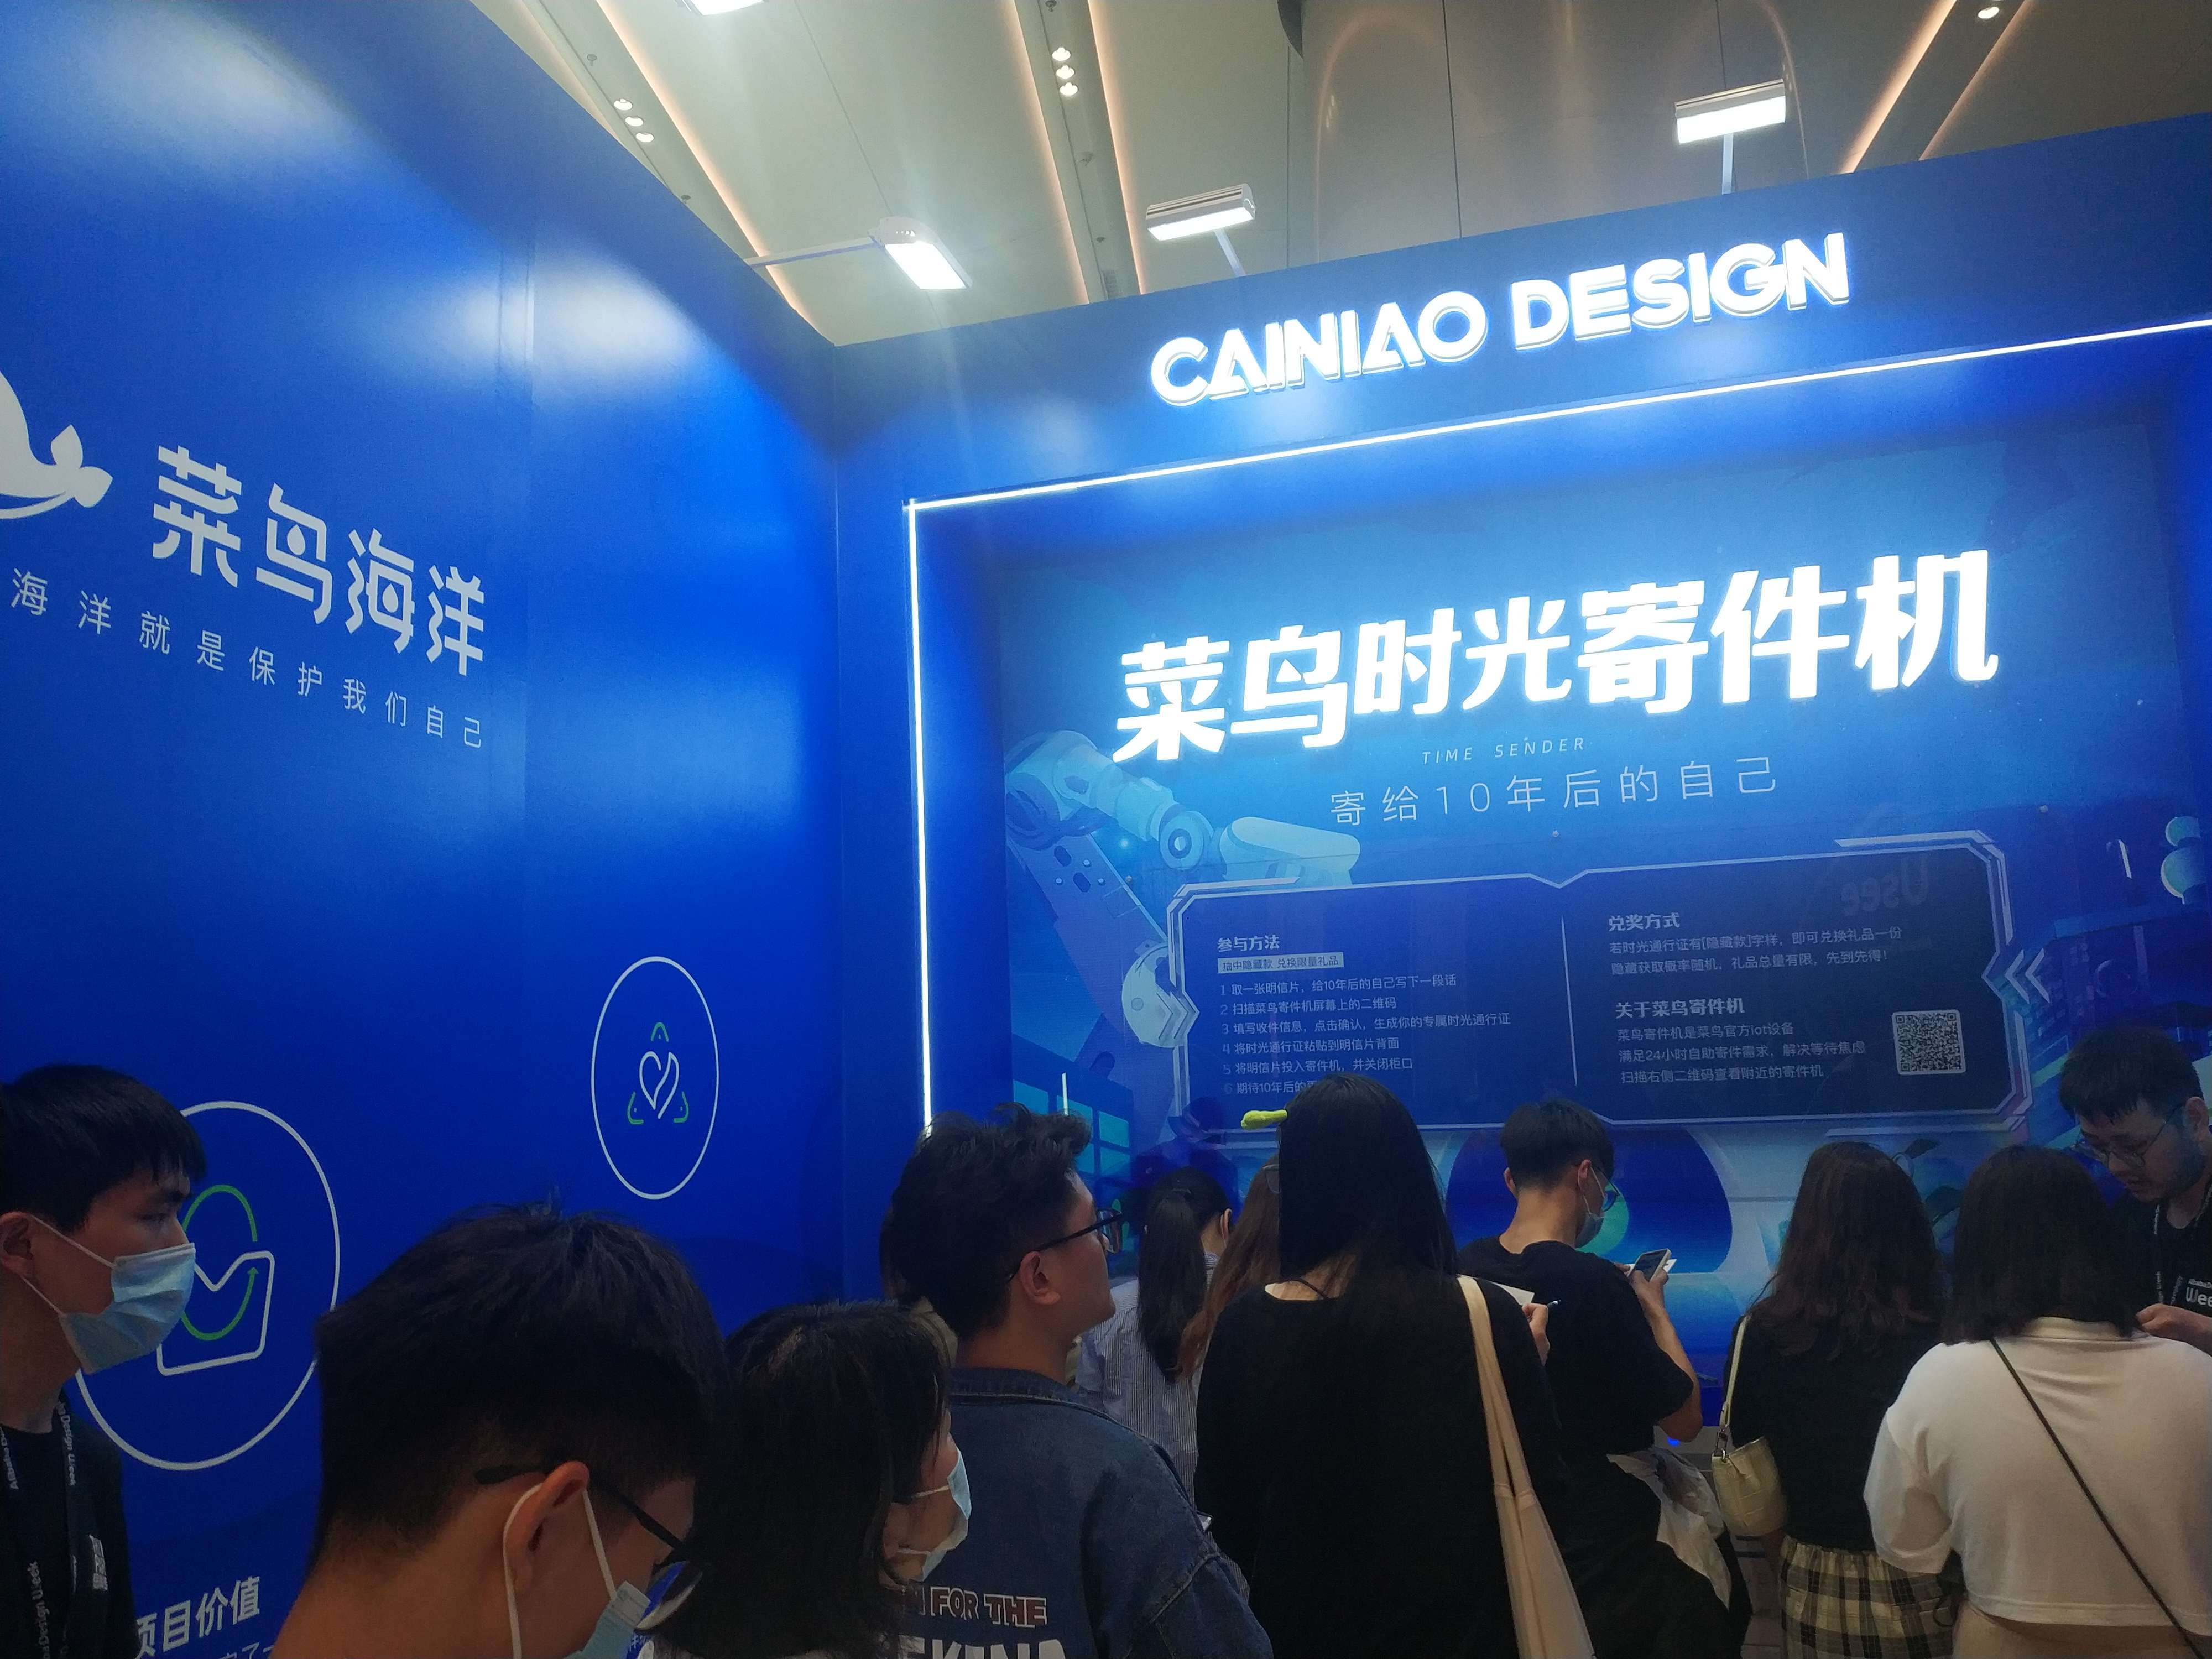 CAINIAO DESIGN
菜鸟海洋
海洋就是保护我们自己
菜鸟时光寄件机
TIME SENDER
寄给10年后的自己
参与方法
抽中隐藏款 兑换限量礼品
1 取一张明信片，给10年后的自己写下一段话
2 扫描菜鸟寄件机屏幕上的二维码
3 填写收件信息，点击确认，生成你的专属时光通行证
4 将时光通行证粘贴到明信片背面
5 将明信片投入寄件机，并关闭柜口
6 期待10年后的
兑奖方式
若时光通行证有[隐藏款]字样，即可兑换礼品一份
隐藏获取概率随机，礼品总量有限，先到先得！
关于菜鸟寄件机
菜鸟寄件机是菜鸟官方iot设备
满足24小时自助寄件需求，解决等待焦虑
扫描右侧二维码查看附近的寄件机
项目价值
FOR THE
Design Week